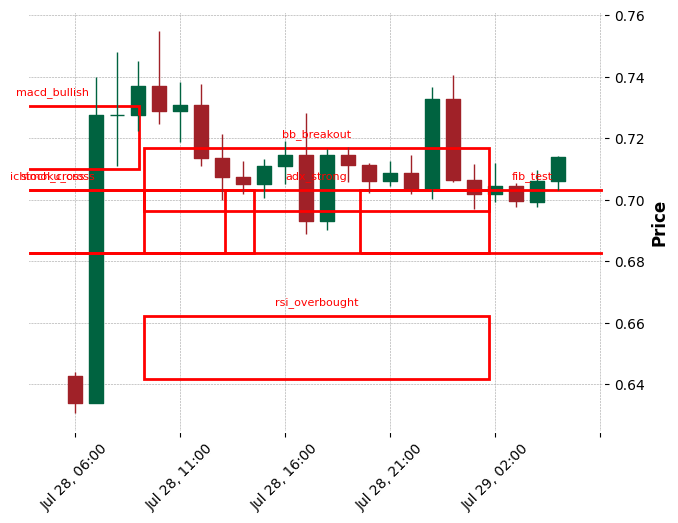 0.76
0.74
macd_bullish
0.72
bb_breakout
adx_strong
fib_test
0.70
Price
0.68
rsi_overbought
0.66
0.64
Jul 28, 06:00
Jul 28, 11:00
Jul 28, 16:00
Jul 28, 21:00
Jul 29, 02:00